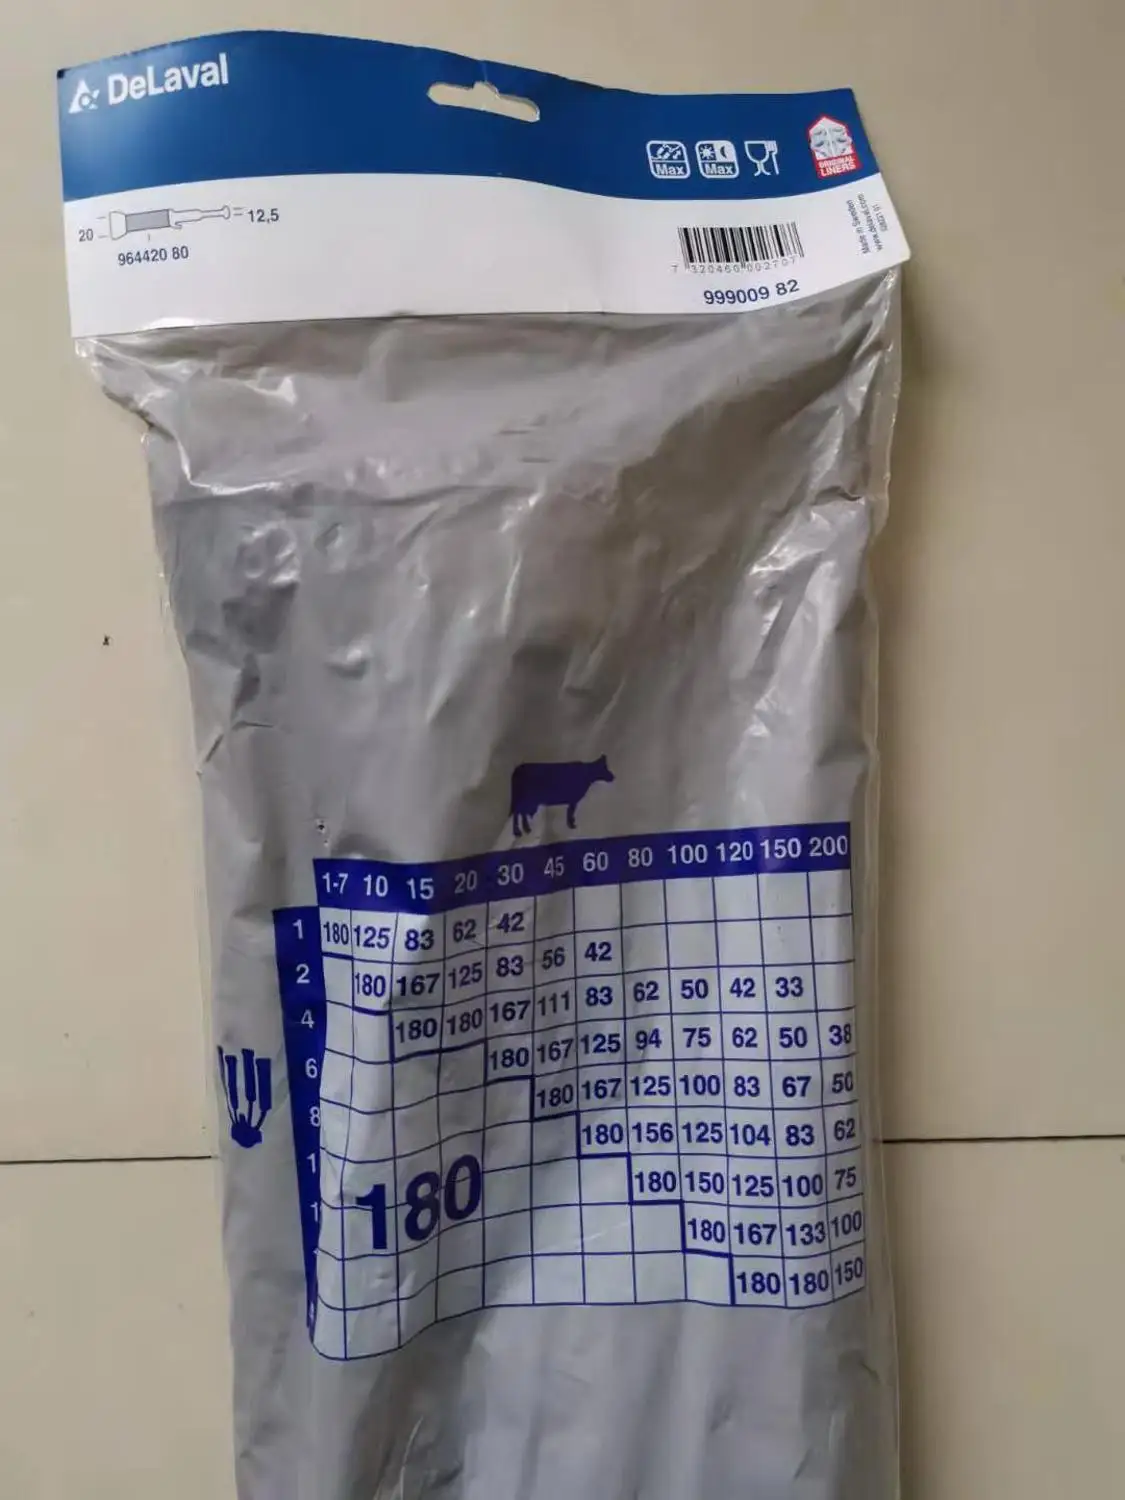 DeLaval
Max Max
ORIGINAL
LINERS
20 12,5
964420 80
Made in Sweden
www.delaval.com
7 320460 002707
999009 82
1-7 10 15 20 30 45 60 80 100 120 150 200
1 180 125 83 62 42
2 180 167 125 83 56 42
4 180 180 167 111 83 62 50 42 33
6 180 167 125 94 75 62 50 38
8 180 167 125 100 83 67 50
180 156 125 104 83 62
180 150 125 100 75
180 167 133 100
180 180 150
180